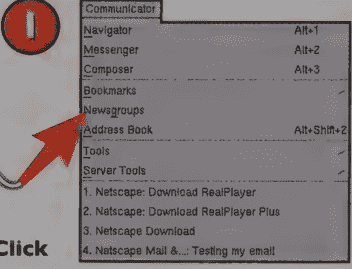 1
Communicator
Navigator Alt+1
Messenger Alt+2
Composer Alt+3
Bookmarks
Newsgroups
Address Book Alt+Shift+2
Tools
Server Tools
1. Netscape: Download RealPlayer
2. Netscape: Download RealPlayer Plus
3. Netscape Download
4. Netscape Mail &...: Testing my email
Click